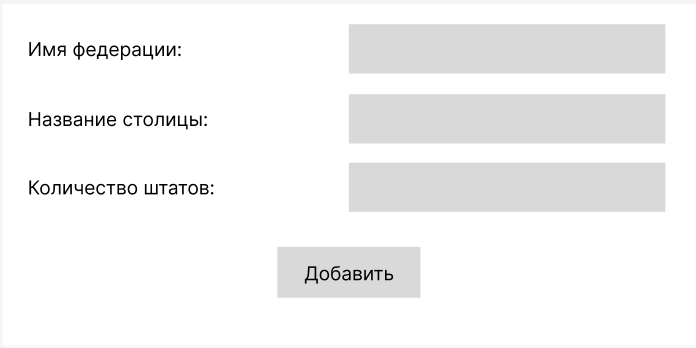 Имя федерации:
Название столицы:
Количество штатов:
Добавить